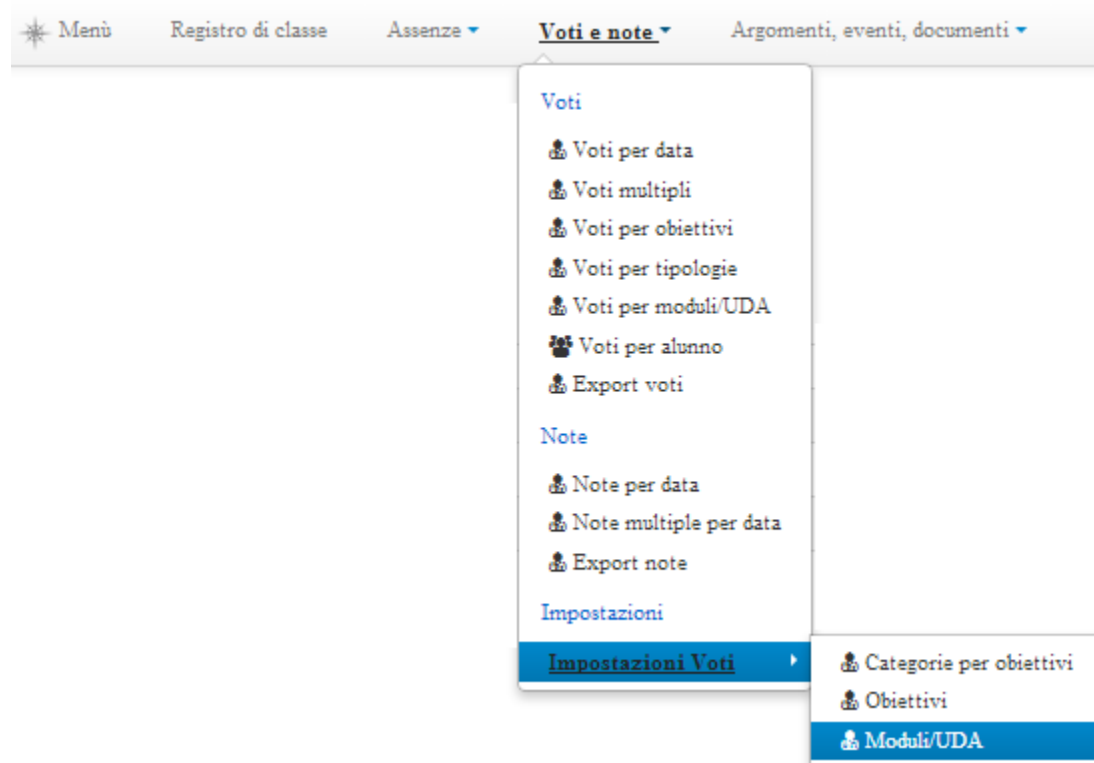 Menù Registro di classe Assenze Voti e note Argomenti, eventi, documenti
Voti
Voti per data
Voti multipli
Voti per obiettivi
Voti per tipologie
Voti per moduli/UDA
Voti per alunno
Export voti
Note
Note per data
Note multiple per data
Export note
Impostazioni
Impostazioni Voti
Categorie per obiettivi
Obiettivi
Moduli/UDA